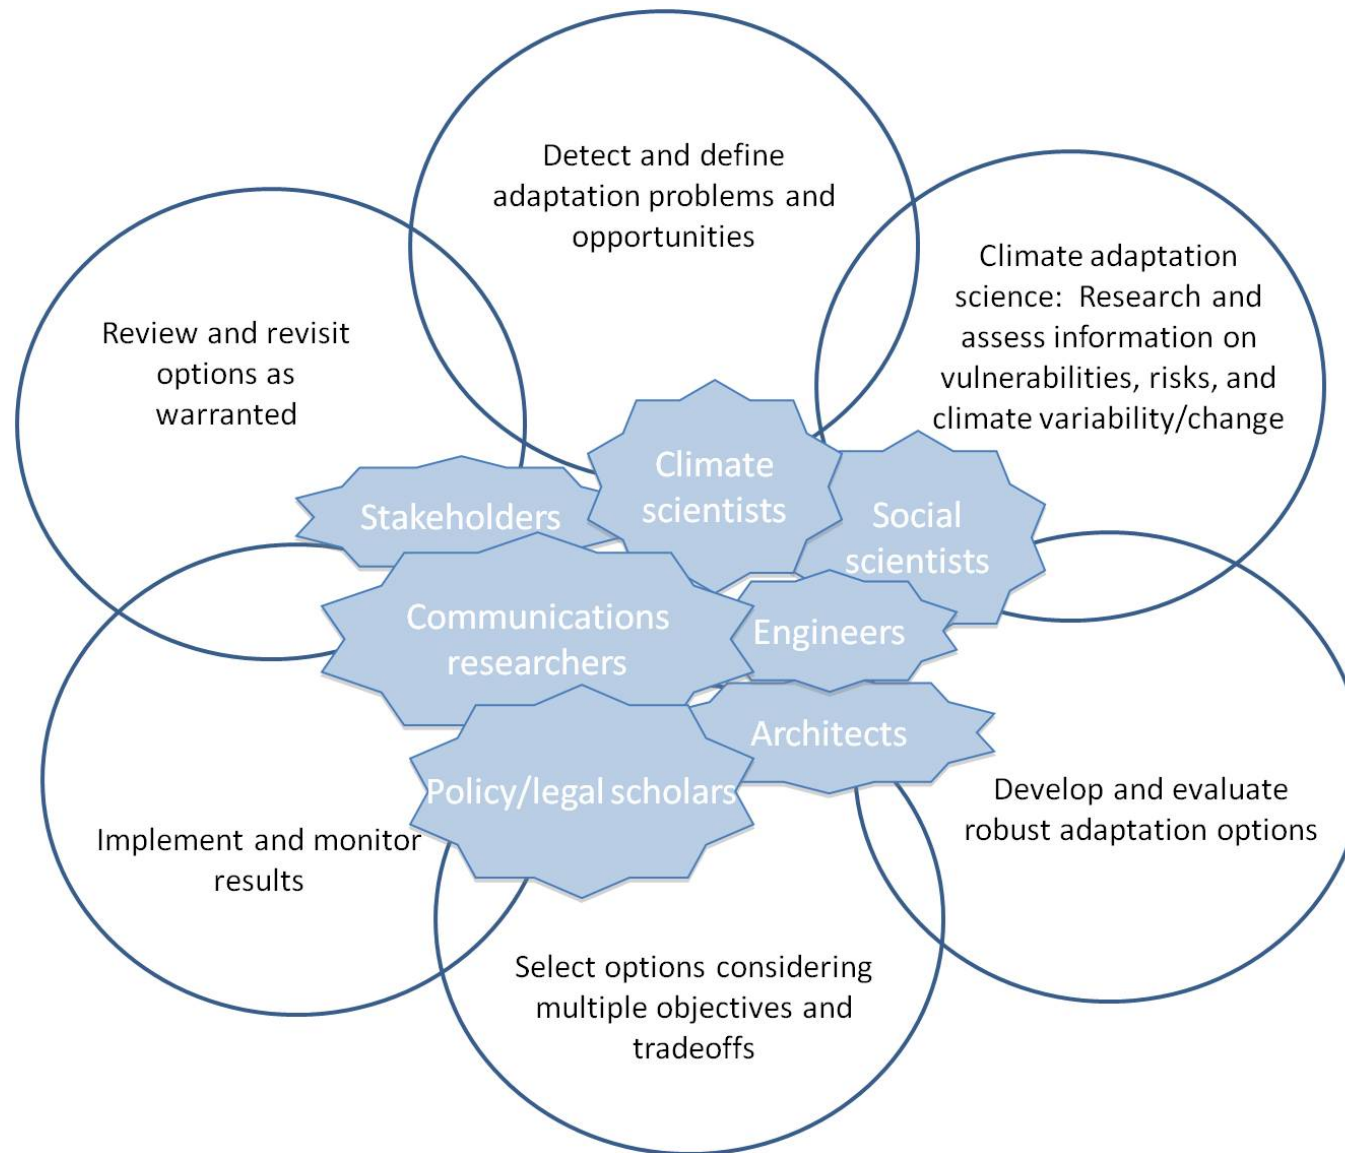 Detect and define
adaptation problems and
opportunities
Climate adaptation
science:  Research and
assess information on
vulnerabilities, risks, and
climate variability/change
Review and revisit
options as
warranted
Climate
scientists
Stakeholders
Social
scientists
Communications
researchers
Engineers
Architects
Policy/legal scholars
Develop and evaluate
robust adaptation options
Implement and monitor
results
Select options considering
multiple objectives and
tradeoffs